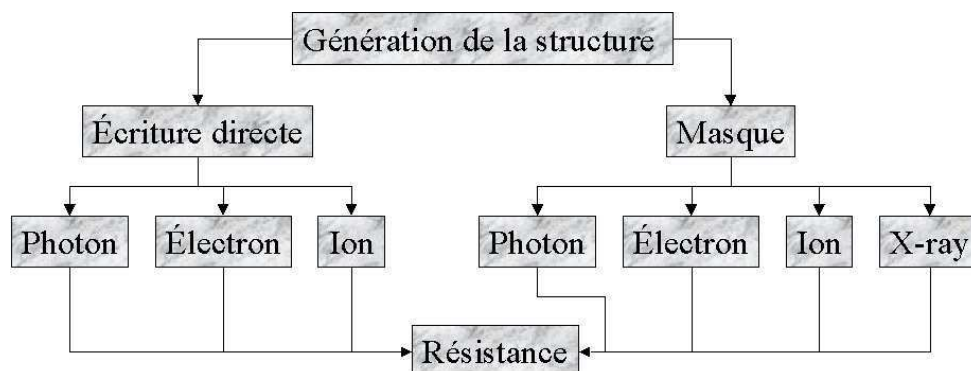 Génération de la structure
Écriture directe
Masque
Photon
Électron
Ion
Photon
Électron
Ion
X-ray
Résistance